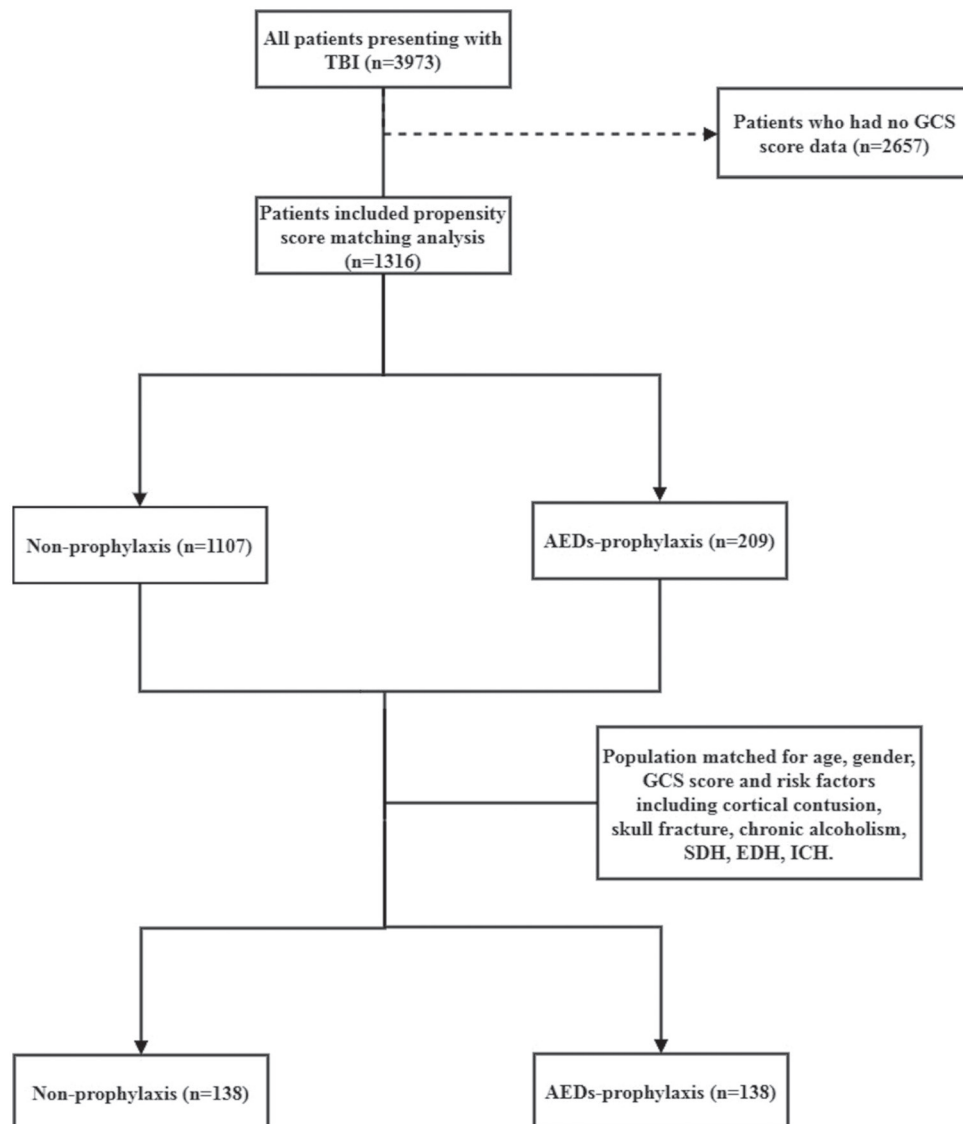 All patients presenting with
TBI (n=3973)
Patients who had no GCS
score data (n=2657)
Patients included propensity
score matching analysis
(n=1316)
Non-prophylaxis (n=1107)
AEDs-prophylaxis (n=209)
Population matched for age, gender,
GCS score and risk factors
including cortical contusion,
skull fracture, chronic alcoholism,
SDH, EDH, ICH.
Non-prophylaxis (n=138)
AEDs-prophylaxis (n=138)